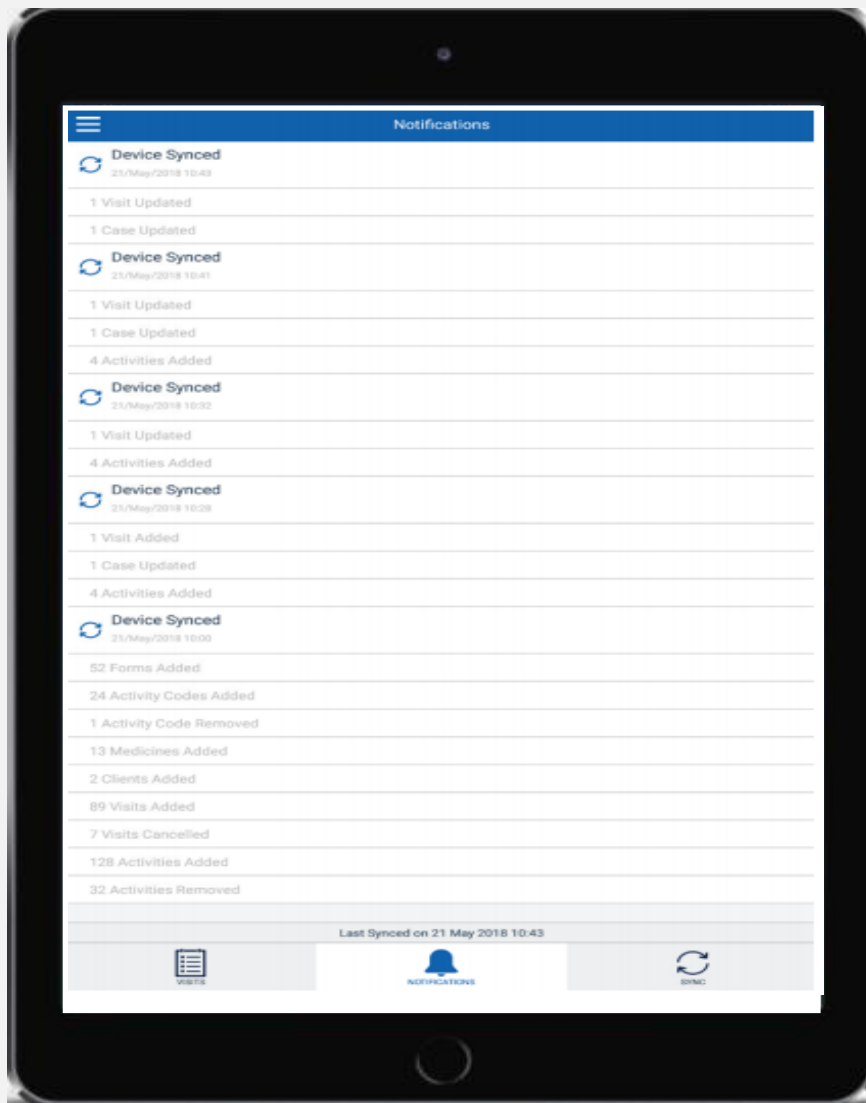 Notifications
Device Synced
21/May/2018 10:43
1 Visit Updated
1 Case Updated
Device Synced
21/May/2018 10:41
1 Visit Updated
1 Case Updated
4 Activities Added
Device Synced
21/May/2018 10:32
1 Visit Updated
4 Activities Added
Device Synced
21/May/2018 10:28
1 Visit Added
1 Case Updated
4 Activities Added
Device Synced
21/May/2018 10:00
52 Forms Added
24 Activity Codes Added
1 Activity Code Removed
13 Medicines Added
2 Clients Added
89 Visits Added
7 Visits Cancelled
128 Activities Added
32 Activities Removed
Last Synced on 21 May 2018 10:43
VISITS
NOTIFICATIONS
SYNC